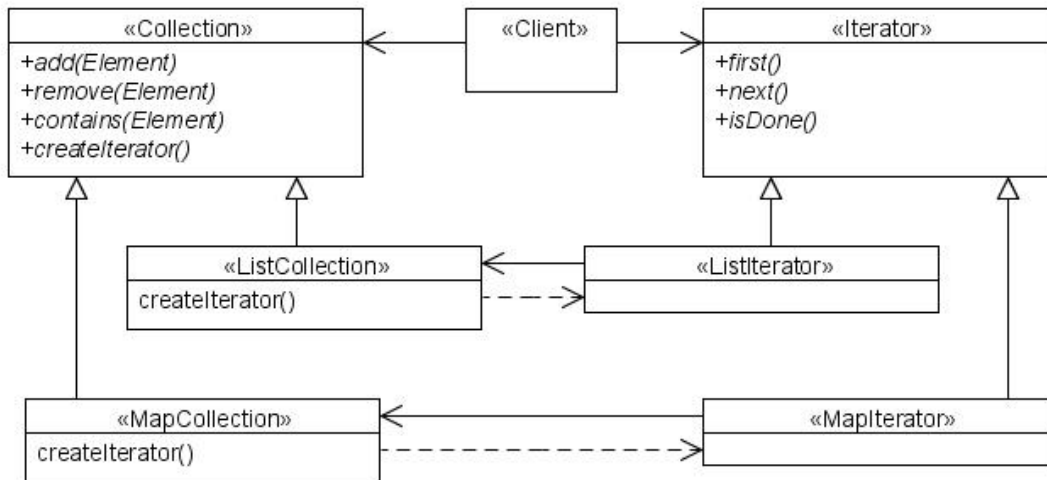 «Collection»
+add(Element)
+remove(Element)
+contains(Element)
+createIterator()
«Client»
«Iterator»
+first()
+next()
+isDone()
«ListCollection»
createIterator()
«ListIterator»
«MapCollection»
createIterator()
«MapIterator»